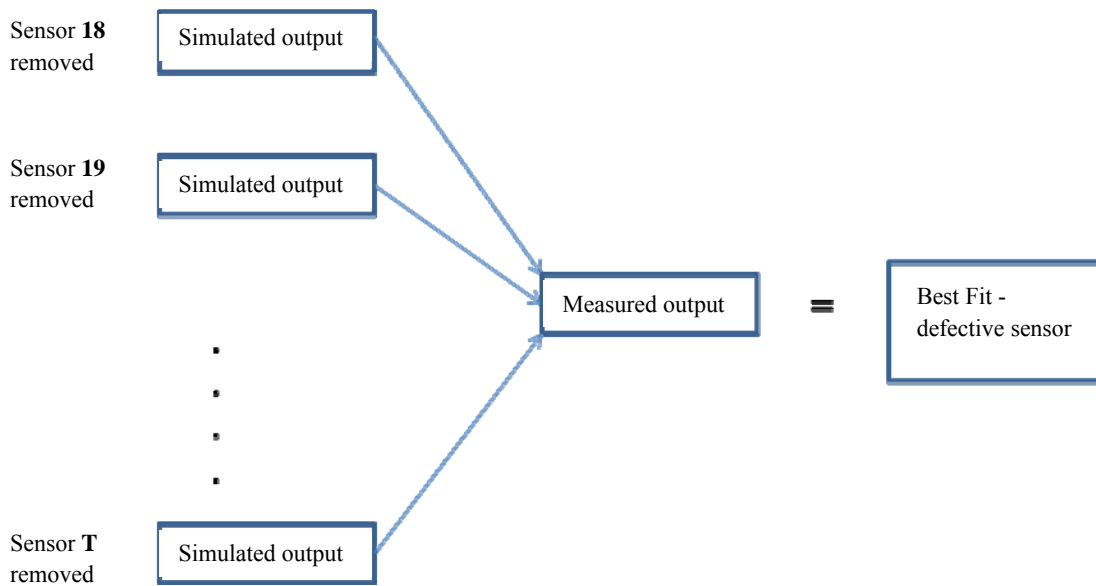 Sensor 18
removed
Simulated output
Sensor 19
removed
Simulated output
Measured output
=
Best Fit -
defective sensor
Sensor T
removed
Simulated output